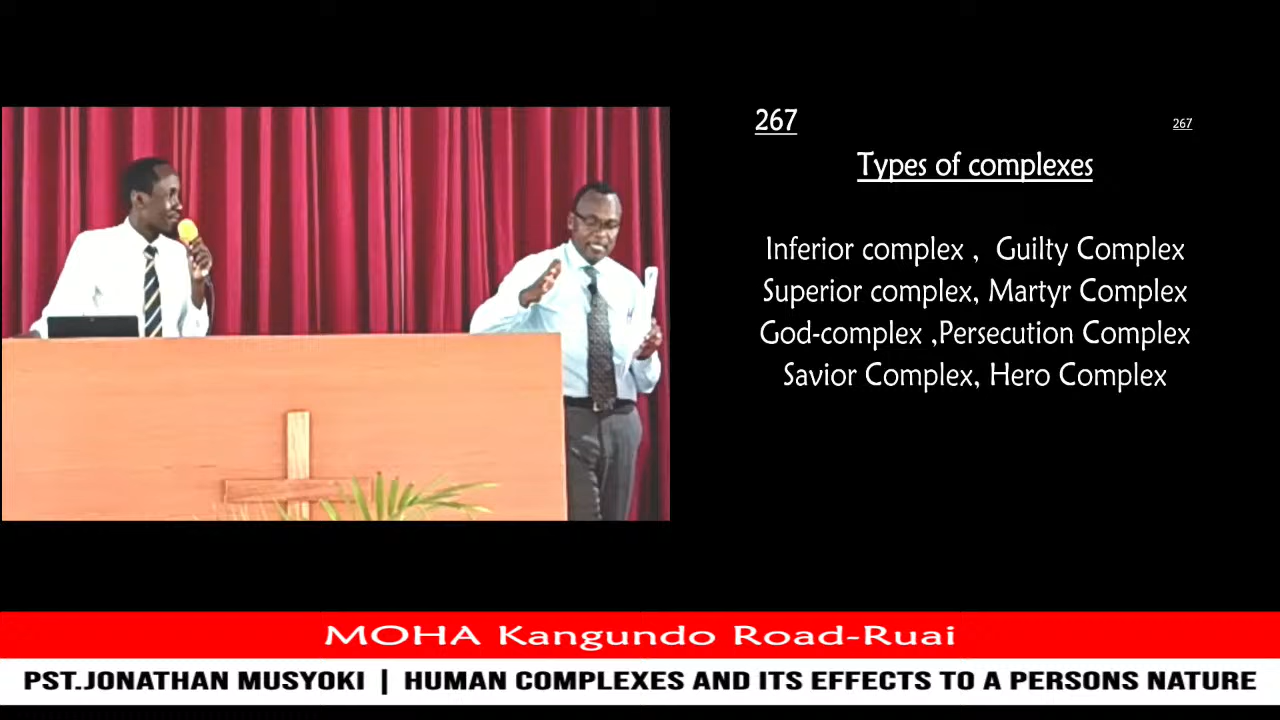 267
267
Types of complexes
Inferior complex , Guilty Complex
Superior complex, Martyr Complex
God-complex ,Persecution Complex
Savior Complex, Hero Complex
MOHA Kangundo Road-Ruai
PST.JONATHAN MUSYOKI | HUMAN COMPLEXES AND ITS EFFECTS TO A PERSONS NATURE